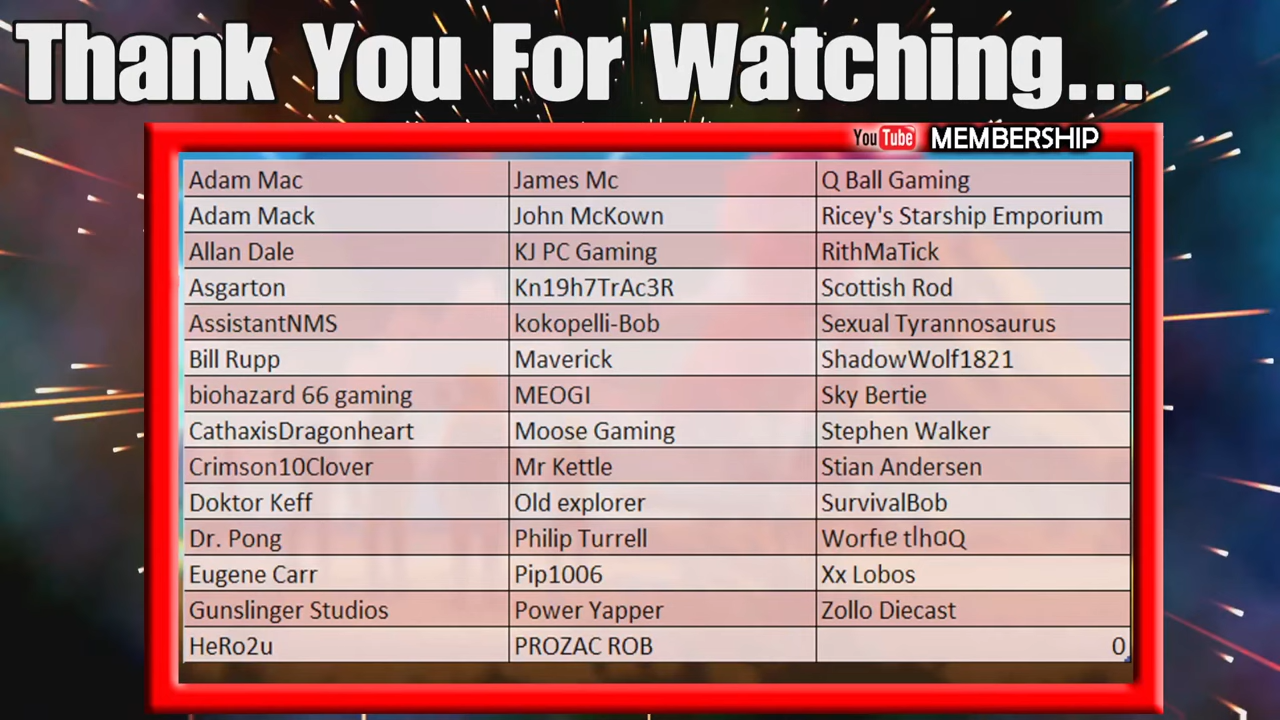 Thank You For Watching...
YouTube MEMBERSHIP
Adam Mac James Mc Q Ball Gaming
Adam Mack John McKown Ricey's Starship Emporium
Allan Dale KJ PC Gaming RithMaTick
Asgarton Kn19h7TrAc3R Scottish Rod
AssistantNMS kokopelli-Bob Sexual Tyrannosaurus
Bill Rupp Maverick ShadowWolf1821
biohazard 66 gaming MEOGI Sky Bertie
CathaxisDragonheart Moose Gaming Stephen Walker
Crimson10Clover Mr Kettle Stian Andersen
Doktor Keff Old explorer SurvivalBob
Dr. Pong Philip Turrell
Eugene Carr Pip1006 Xx Lobos
Gunslinger Studios Power Yapper Zollo Diecast
HeRo2u PROZAC ROB 0